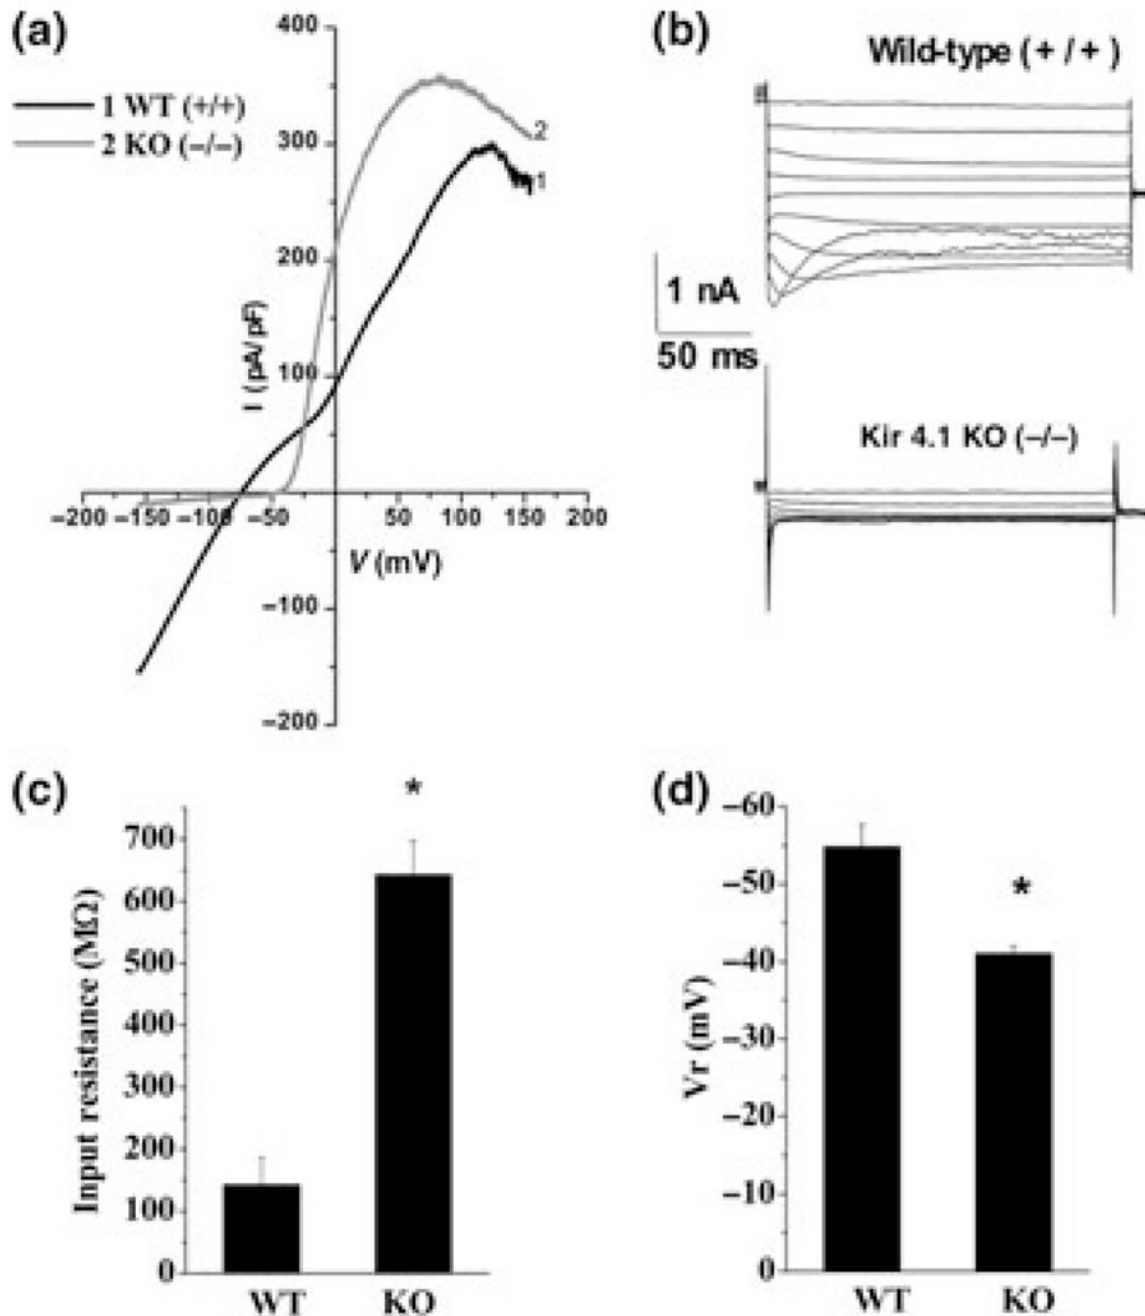 (a)
400
1 WT (+/+)
2 KO (−/−)
300
2
1
200
I (pA/pF)
100
−200 −150 −100 −50 50 100 150 200
V (mV)
−100
−200
(b)
Wild-type (+ / + )
1 nA
50 ms
Kir 4.1 KO (−/−)
(c)
*
700
600
500
400
300
200
100
0
Input resistance (MΩ)
WT KO
(d)
−60
−50
−40
−30
−20
−10
0
*
Vr (mV)
WT KO